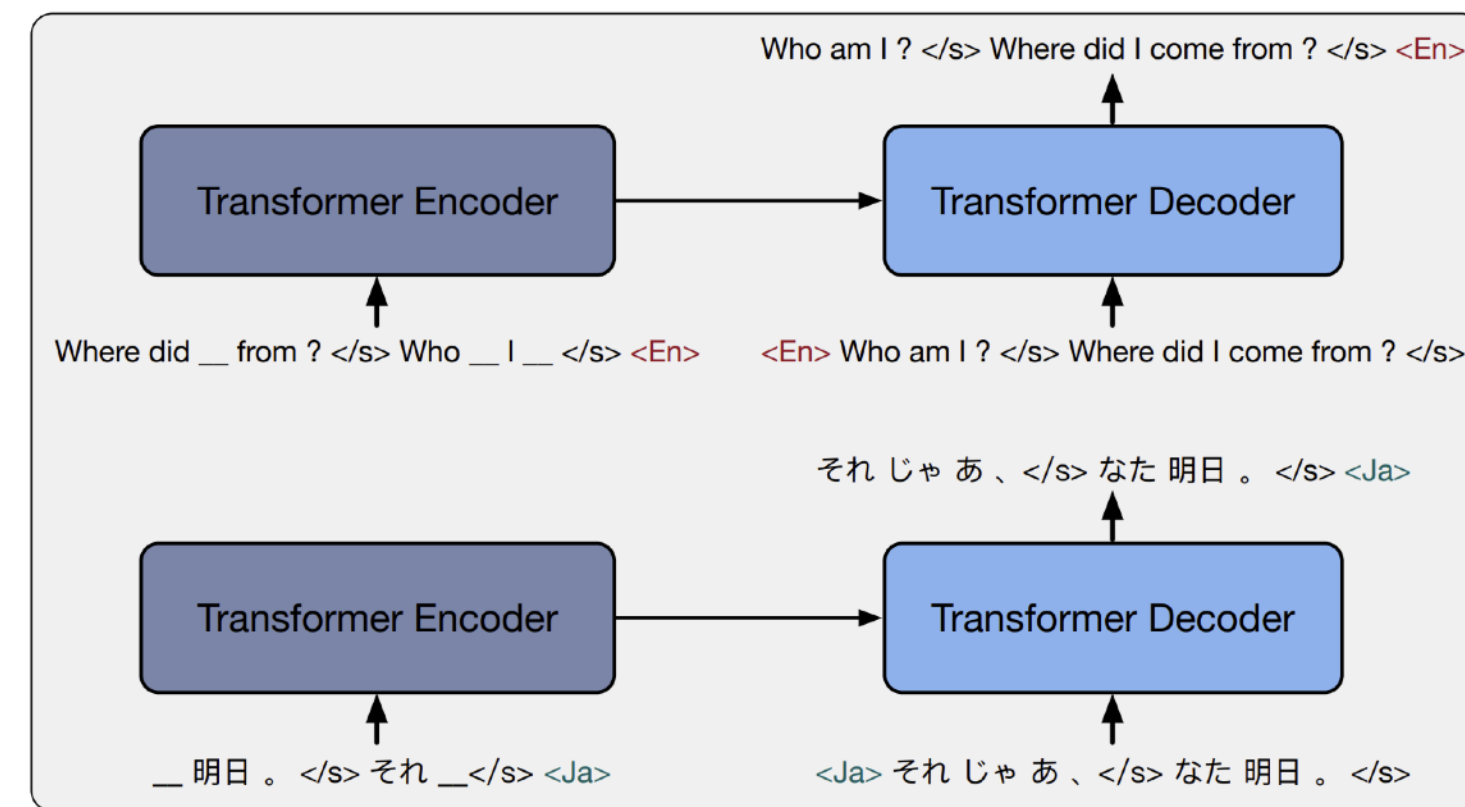 Who am I ? </s> Where did I come from ? </s> <En>
Transformer Encoder
Transformer Decoder
Where did __ from ? </s> Who __ I __ </s> <En>
<En> Who am I ? </s> Where did I come from ? </s>
それ じゃ あ 、</s> なた 明日 。 </s> <Ja>
Transformer Encoder
Transformer Decoder
__ 明日 。 </s> それ __</s> <Ja>
<Ja> それ じゃ あ 、</s> なた 明日 。 </s>